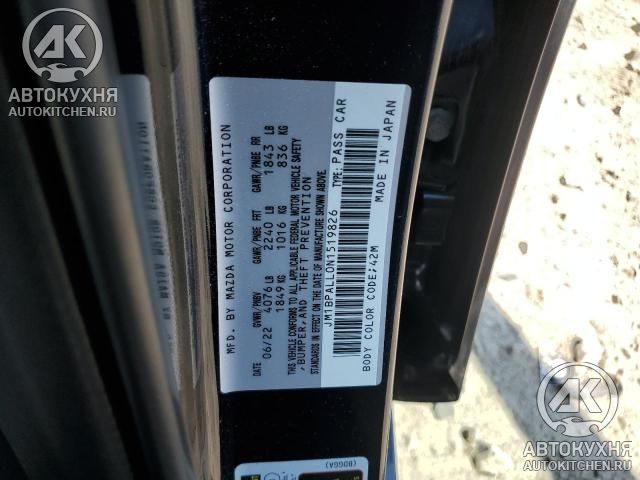 АВТОКУХНЯ
AUTOKITCHEN.RU
MFD. BY MAZDA MOTOR CORPORATION
DATE GVWR/PNBV GAWR/PNBE FRT GAWR/PNBE RR
06/22 4076 LB 2240 LB 1843 LB
1849 KG 1016 KG 836 KG
THIS VEHICLE CONFORMS TO ALL APPLICABLE FEDERAL MOTOR VEHICLE SAFETY
,BUMPER,AND THEFT PREVENTION
STANDARDS IN EFFECT ON THE DATE OF MANUFACTURE SHOWN ABOVE.
JM1BPALL0N1519826 TYPE: PASS CAR
BODY COLOR CODE;42M MADE IN JAPAN
(BDGGA)
АВТОКУХНЯ
AUTOKITCHEN.RU